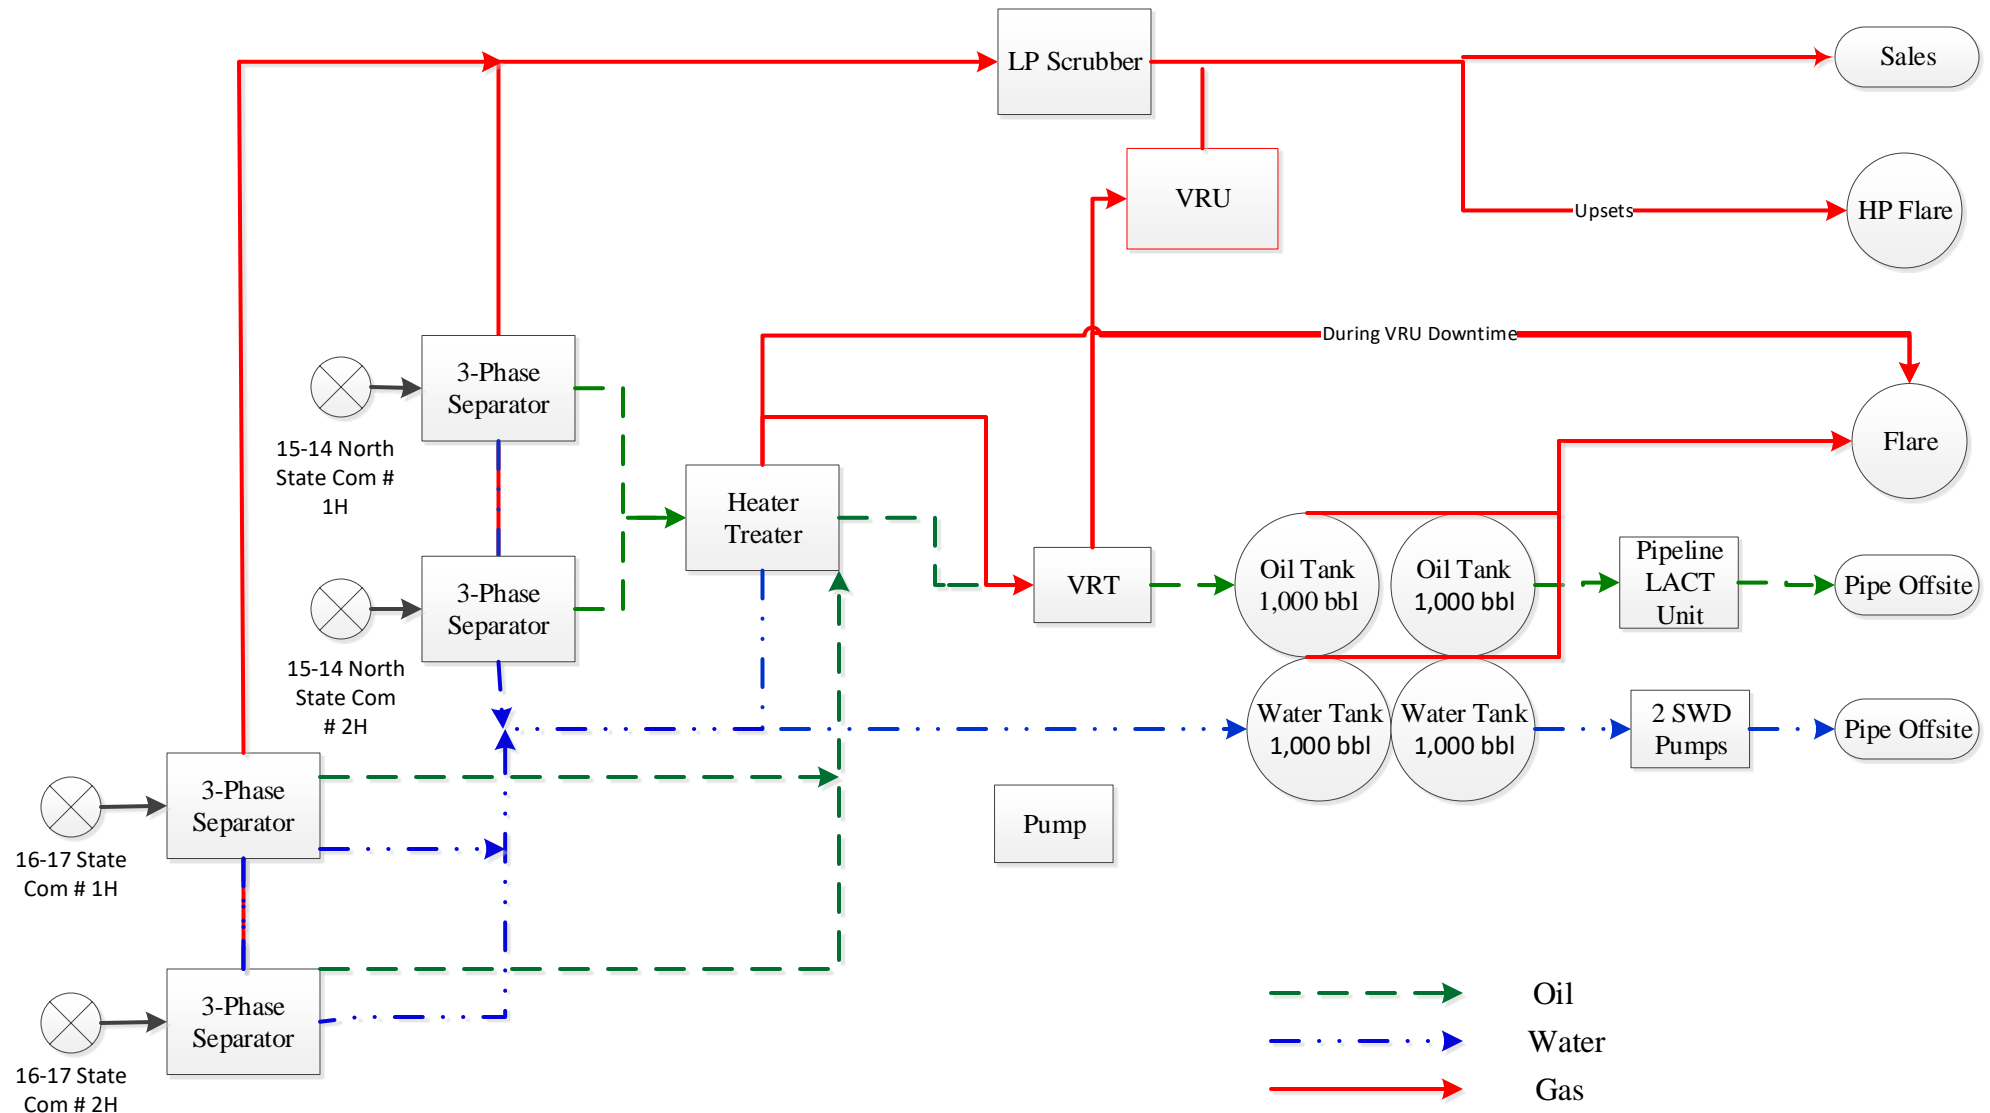 LP Scrubber
Sales
VRU
Upsets
HP Flare
During VRU Downtime
3-Phase
Separator
15-14 North
State Com #
1H
Flare
Heater
Treater
3-Phase
Separator
15-14 North
State Com
# 2H
VRT
Oil Tank
1,000 bbl
Oil Tank
1,000 bbl
Pipeline
LACT
Unit
Pipe Offsite
Water Tank
1,000 bbl
Water Tank
1,000 bbl
2 SWD
Pumps
Pipe Offsite
3-Phase
Separator
16-17 State
Com # 1H
Pump
3-Phase
Separator
16-17 State
Com # 2H
Oil
Water
Gas